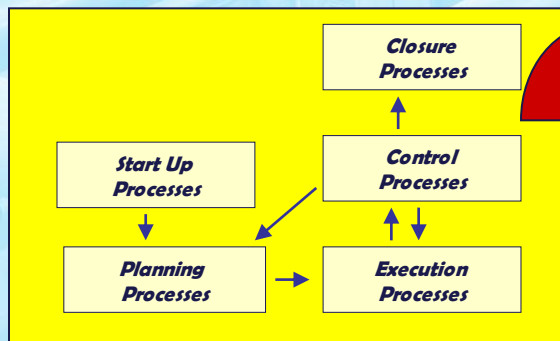 Closure
Processes
Start Up
Processes
Control
Processes
Planning
Processes
Execution
Processes